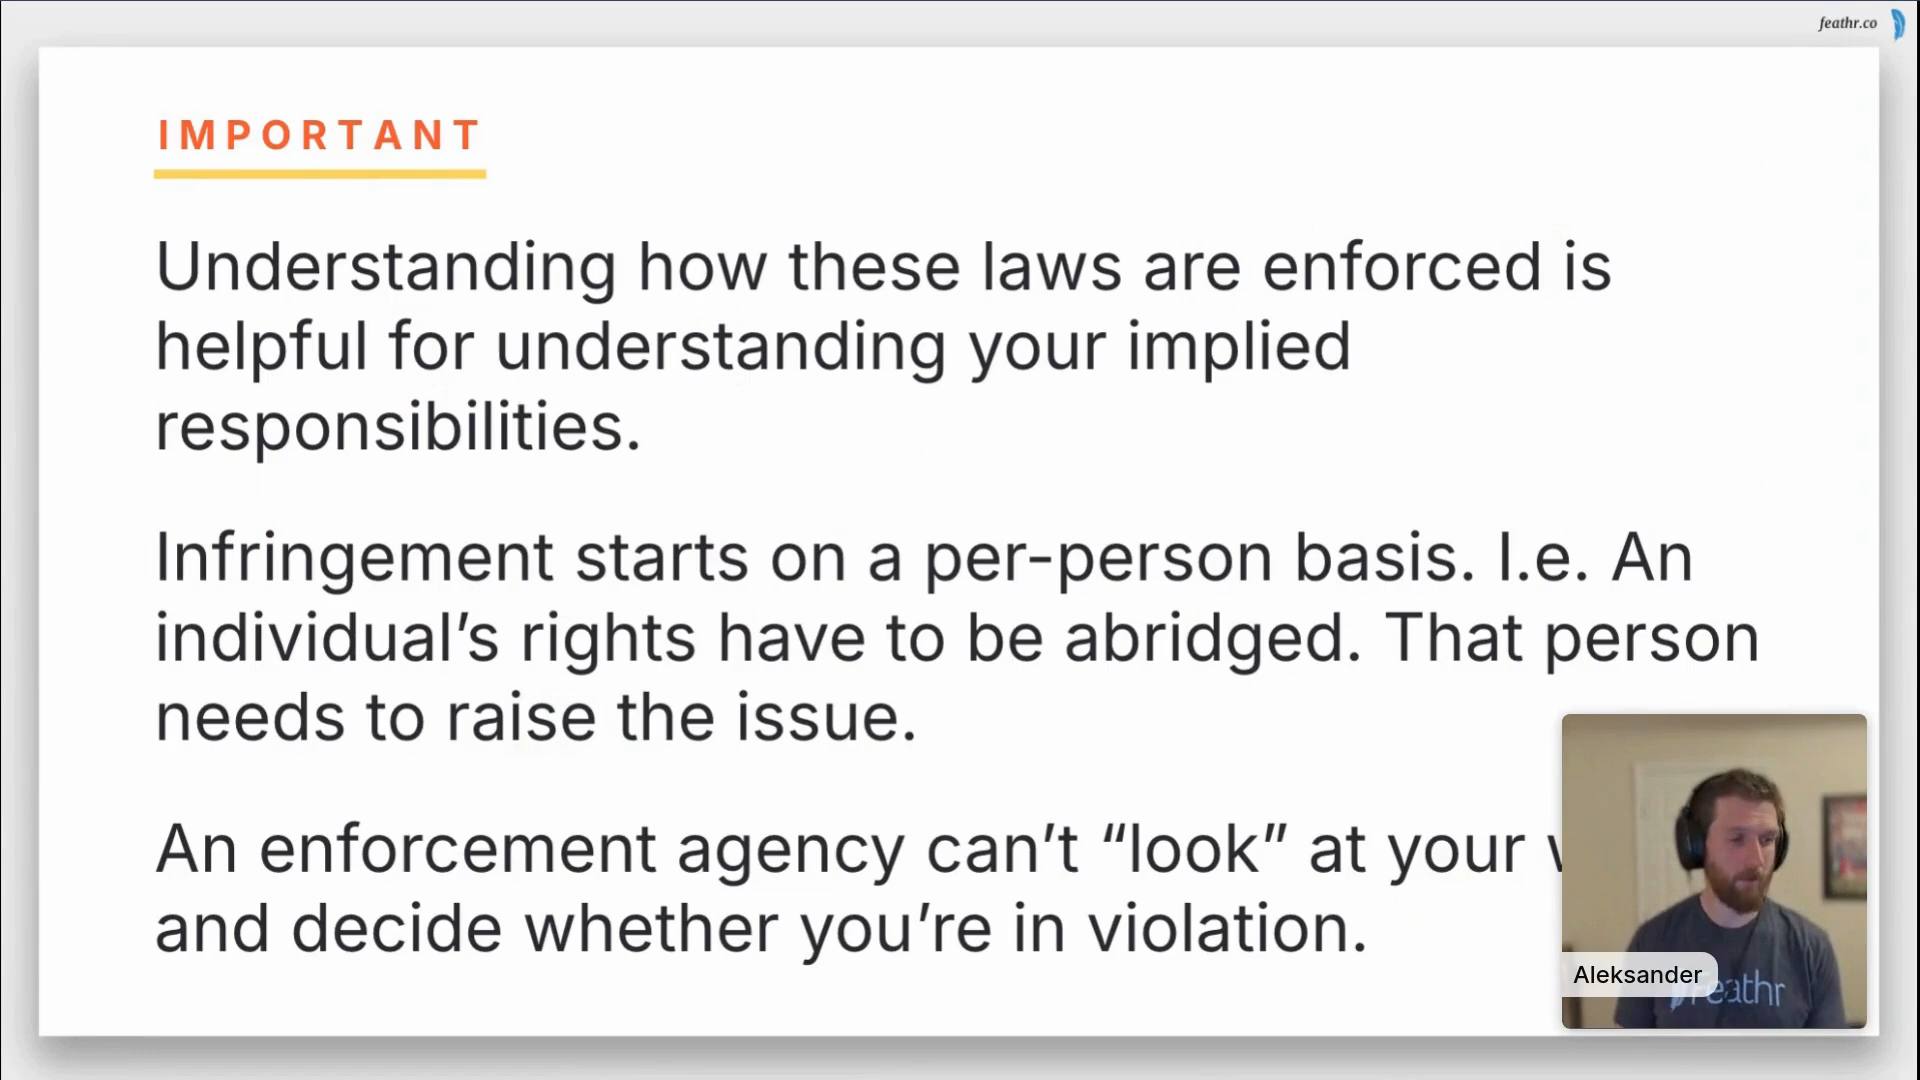 feathr.co
IMPORTANT
Understanding how these laws are enforced is
helpful for understanding your implied
responsibilities.
Infringement starts on a per-person basis. I.e. An
individual’s rights have to be abridged. That person
needs to raise the issue.
An enforcement agency can’t “look” at your
and decide whether you’re in violation.
Aleksander
Feathr